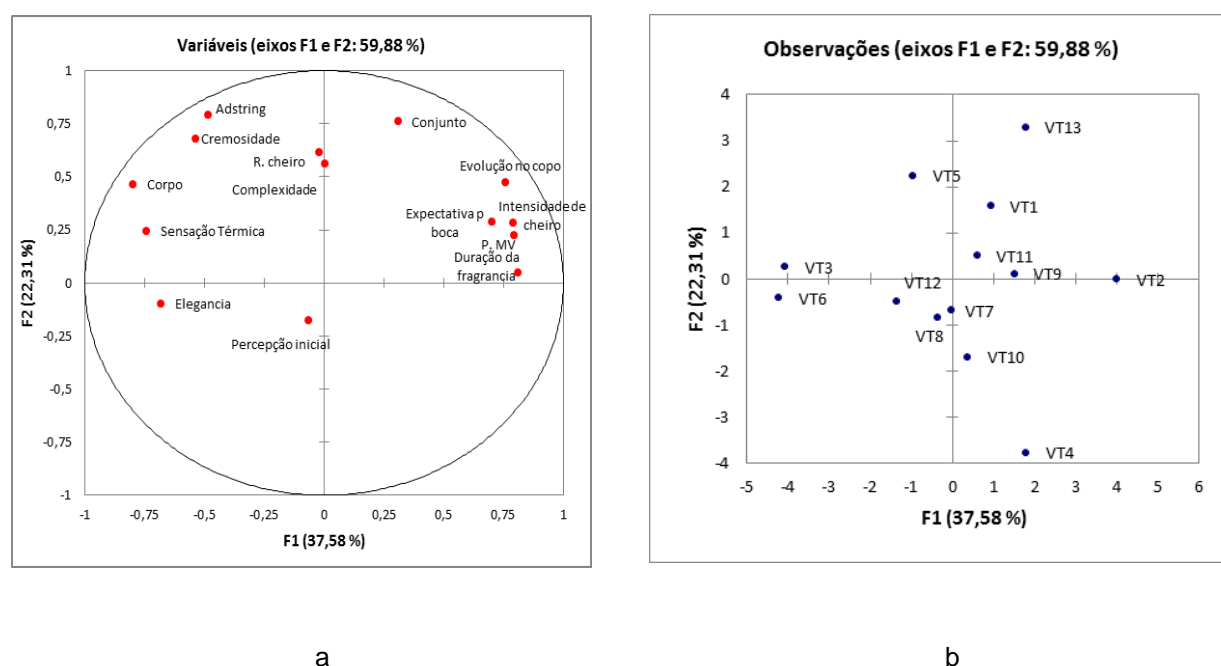 Variáveis (eixos F1 e F2: 59,88 %)
1
Adstring
0,75
Conjunto
Cremosidade
R. cheiro
Evolução no copo
0,5
Corpo
Complexidade
Intensidade de
cheiro
Expectativa p
boca
0,25
Sensação Térmica
P. MV
Duração da
fragrancia
0
Elegancia
-0,25
Percepção inicial
-0,5
-0,75
-1
F2 (22,31 %)
-1 -0,75 -0,5 -0,25 0 0,25 0,5 0,75 1
F1 (37,58 %)
a
Observações (eixos F1 e F2: 59,88 %)
4
VT13
3
VT5
2
VT1
1
VT11
VT3
VT9
0
VT2
VT6
VT12
VT7
-1
VT8
VT10
-2
-3
VT4
-4
F2 (22,31 %)
-5 -4 -3 -2 -1 0 1 2 3 4 5 6
F1 (37,58 %)
b